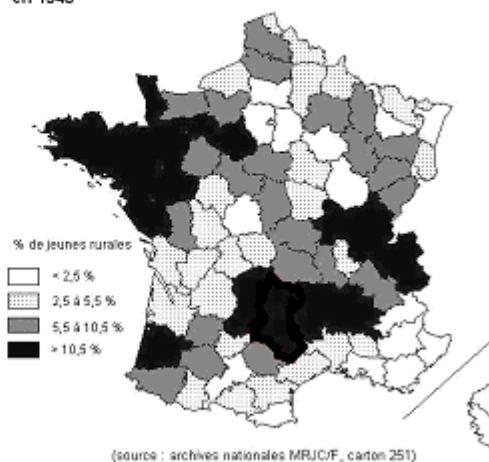 % de jeunes rurales
< 2,5 %
2,5 à 5,5 %
5,5 à 10,5 %
> 10,5 %
(source : archives nationales MRJC/F, carton 251)